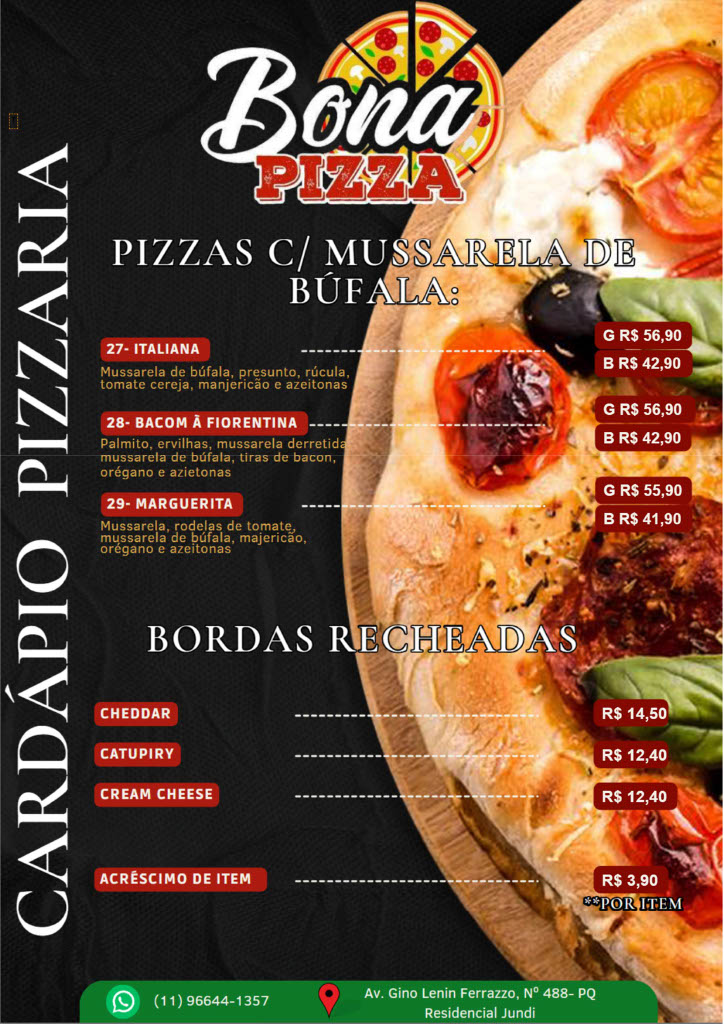 Bona
PIZZA
CARDÁPIO PIZZARIA
PIZZAS C/ MUSSARELA DE
BÚFALA:
27- ITALIANA
G R$ 56,90
B R$ 42,90
Mussarela de búfala, presunto, rúcula,
tomate cereja, manjericão e azeitonas
28- BACOM À FIORENTINA
G R$ 56,90
B R$ 42,90
Palmito, ervilhas, mussarela derretida
mussarela de búfala, tiras de bacon,
orégano e azietonas
29- MARGUERITA
G R$ 55,90
B R$ 41,90
Mussarela, rodelas de tomate,
mussarela de búfala, majericão,
orégano e azeitonas
BORDAS RECHEADAS
CHEDDAR
R$ 14,50
CATUPIRY
R$ 12,40
CREAM CHEESE
R$ 12,40
ACRÉSCIMO DE ITEM
R$ 3,90
**POR ITEM
(11) 96644-1357
Av. Gino Lenin Ferrazzo, Nº 488- PQ
Residencial Jundi